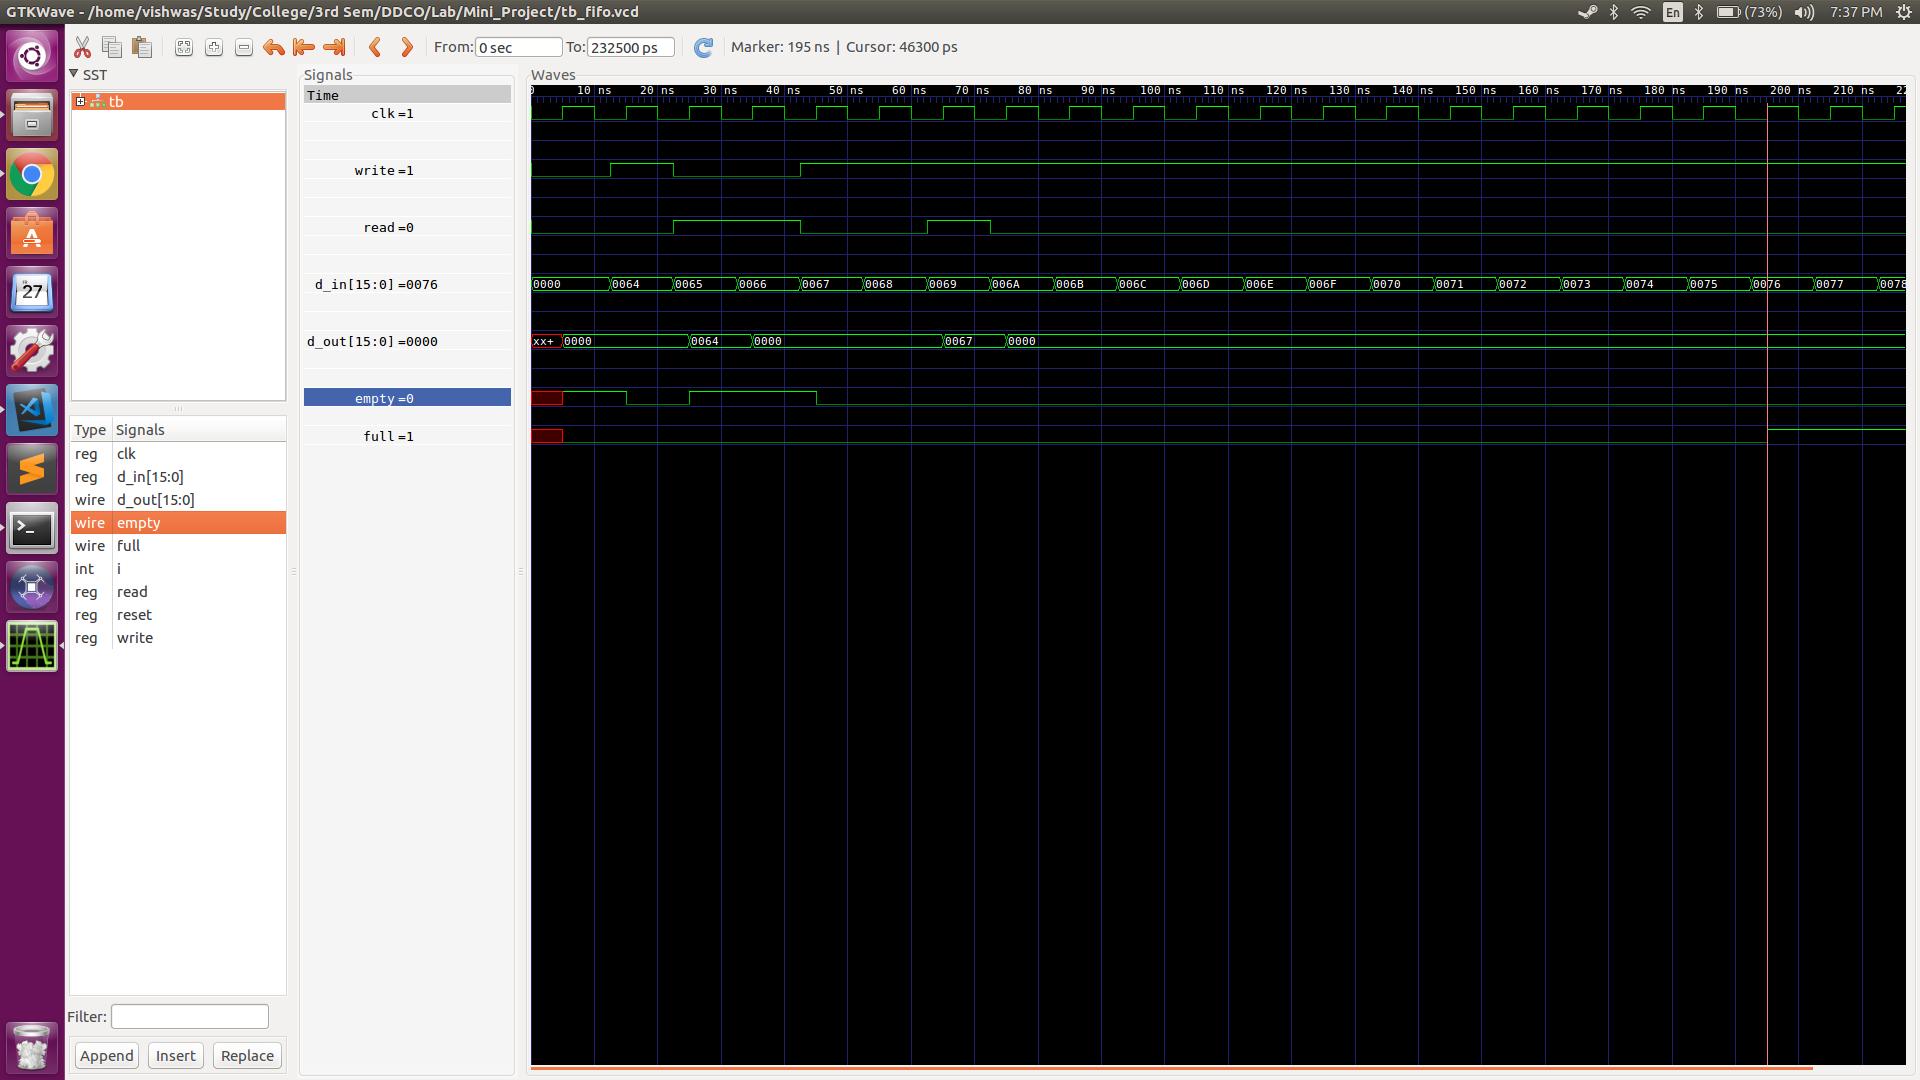 GTKWave - /home/vishwas/Study/College/3rd Sem/DDCO/Lab/Mini_Project/tb_fifo.vcd
En
(73%)
7:37 PM
From:
0 sec
To:
232500 ps
Marker: 195 ns | Cursor: 46300 ps
SST
tb
27
Type Signals
reg clk
reg d_in[15:0]
wire d_out[15:0]
wire empty
wire full
int i
reg read
reg reset
reg write
Filter:
Append
Insert
Replace
Signals
Time
clk =1
write =1
read =0
d_in[15:0] =0076
d_out[15:0] =0000
empty =0
full =1
Waves
0 10 ns 20 ns 30 ns 40 ns 50 ns 60 ns 70 ns 80 ns 90 ns 100 ns 110 ns 120 ns 130 ns 140 ns 150 ns 160 ns 170 ns 180 ns 190 ns 200 ns 210 ns 22
0000 0064 0065 0066 0067 0068 0069 006A 006B 006C 006D 006E 006F 0070 0071 0072 0073 0074 0075 0076 0077 0078
xx+ 0000 0064 0000 0067 0000